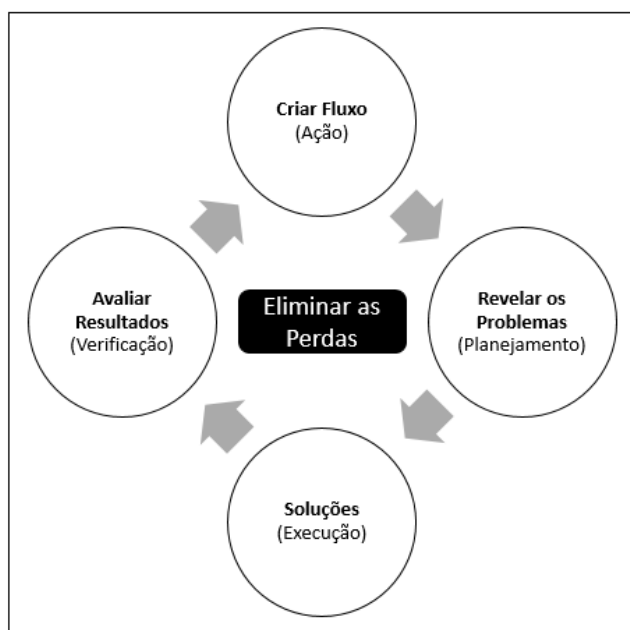 Criar Fluxo
(Ação)
Avaliar
Resultados
(Verificação)
Eliminar as
Perdas
Revelar os
Problemas
(Planejamento)
Soluções
(Execução)